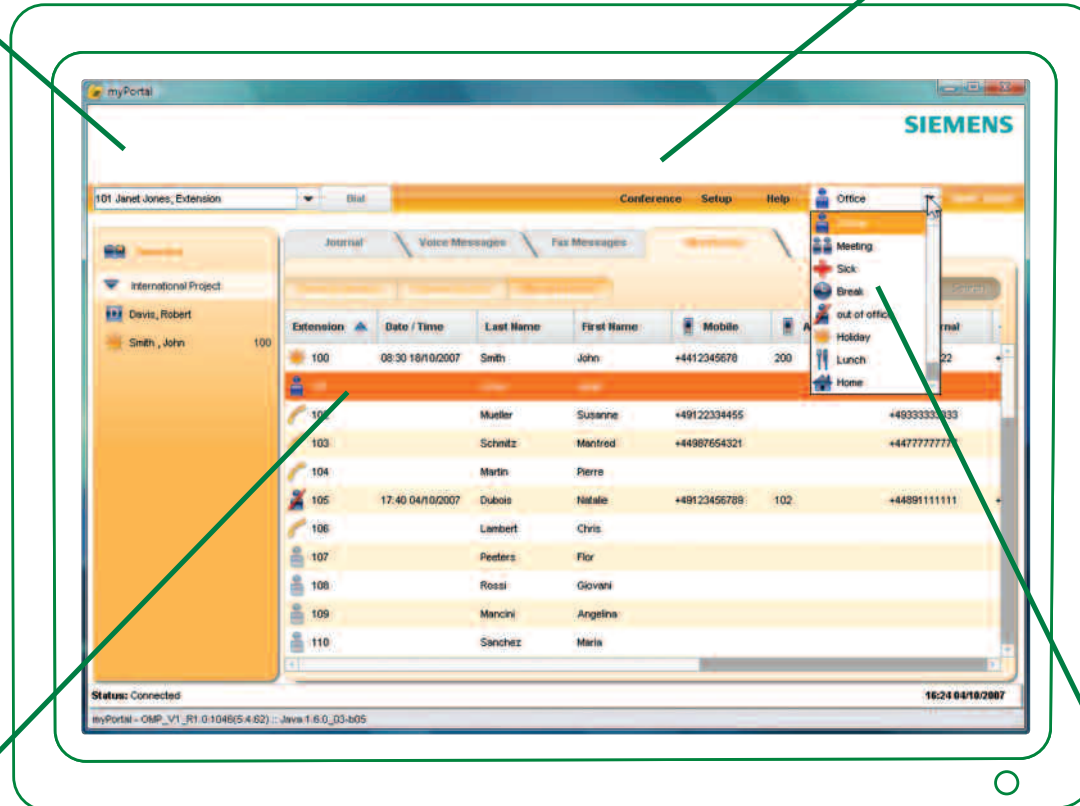 myPortal
SIEMENS
101 Janet Jones, Extension Dial Conference Setup Help Office
Journal Voice Messages Fax Messages
Meeting
Sick
Break
out of office
Holiday
Lunch
Home
International Project
Davis, Robert
Smith , John 100
Search
Extension Date / Time Last Name First Name Mobile
100 08:30 18/10/2007 Smith John +4412345678 200 22
102 Mueller Susanne +49122334455
103 Schmitz Manfred +44987654321
104 Martin Pierre
105 17:40 04/10/2007 Dubois Natalie +49123456789 102 +44891111111
106 Lambert Chris
107 Peeters Flor
108 Rossi Giovani
109 Mancini Angelina
110 Sanchez Maria
Status: Connected 16:24 04/10/2007
myPortal - OMP_V1_R1.0.1046(5.4.62) :: Java 1.6.0_03-b05